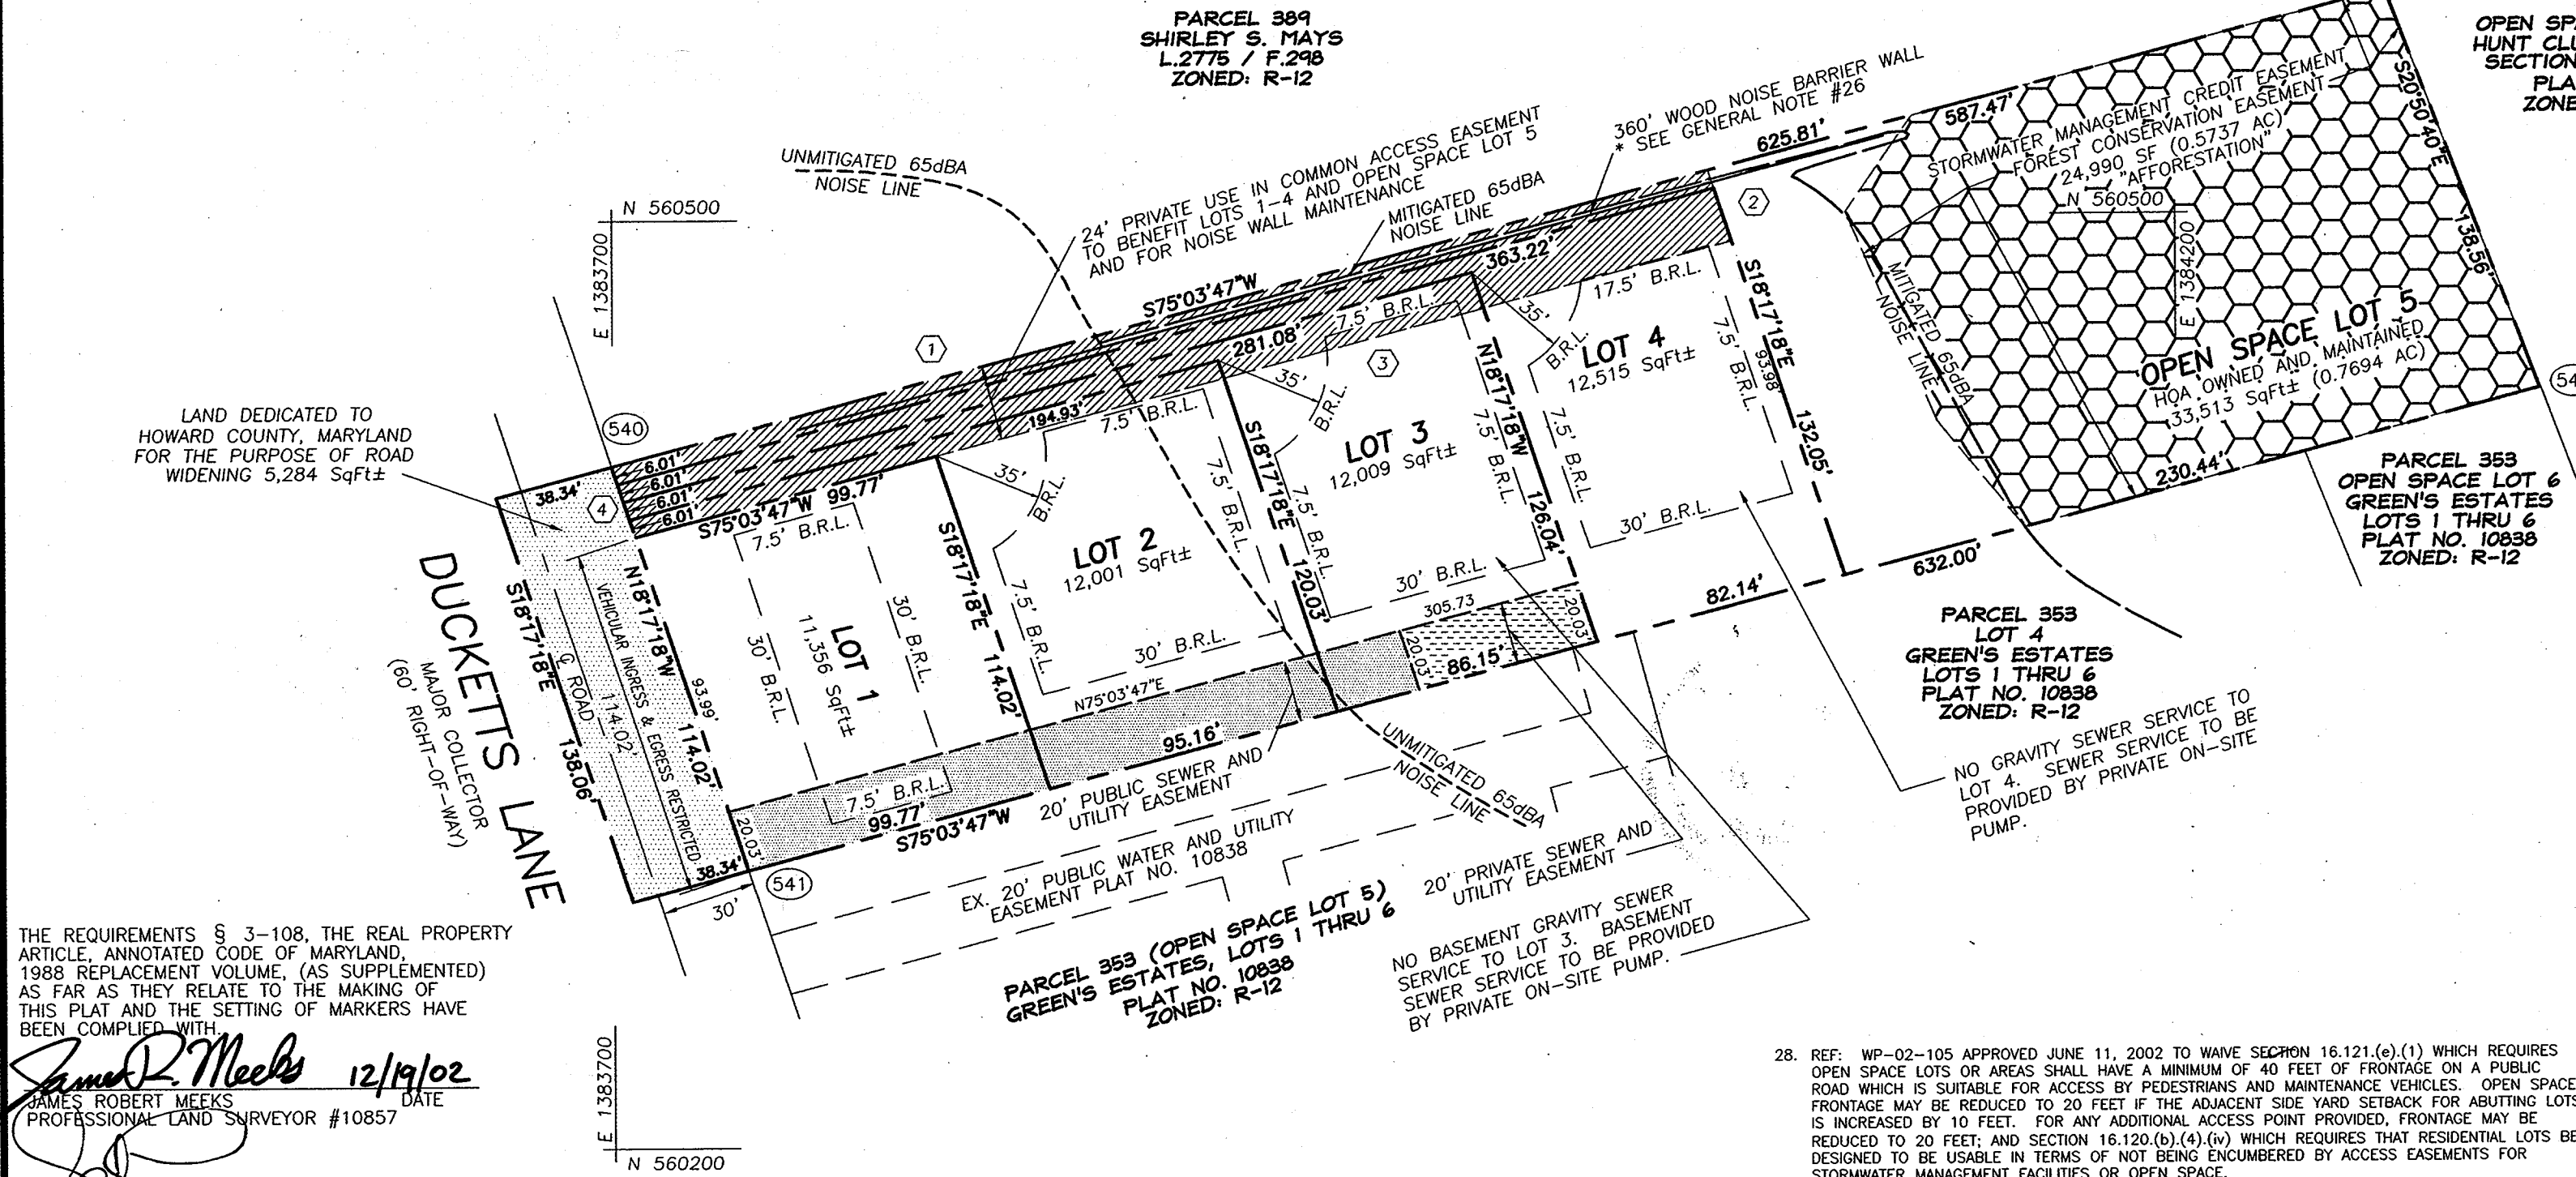 PARCEL 389
SHIRLEY S. MAYS
L.2775 / F.298
ZONED: R-12
OPEN SP
HUNT CLU
SECTION
PLA
ZONE
UNMITIGATED 65dBA
NOISE LINE
24' PRIVATE USE IN COMMON ACCESS EASEMENT
TO BENEFIT LOTS 1-4 AND OPEN SPACE LOT 5
AND FOR NOISE WALL MAINTENANCE
MITIGATED 65dBA
NOISE LINE
360' WOOD NOISE BARRIER WALL
* SEE GENERAL NOTE #26
625.81'
587.47'
STORMWATER MANAGEMENT CREDIT EASEMENT
FOREST CONSERVATION EASEMENT
24,990 SF (0.5737 AC)
"AFFORESTATION"
N 560500
E 1384200
S20°50'40"E
138.56'
N 560500
E 1383700
1
2
3
4
540
541
54
S75°03'47"W
363.22'
281.08'
194.93'
LAND DEDICATED TO
HOWARD COUNTY, MARYLAND
FOR THE PURPOSE OF ROAD
WIDENING 5,284 SqFt±
38.34'
6.01'
6.01'
6.01'
6.01'
S75°03'47"W 99.77'
7.5' B.R.L.
30' B.R.L.
30' B.R.L.
7.5' B.R.L.
LOT 1
11,356 SqFt±
N18°17'18"W
93.99'
114.02'
VEHICULAR INGRESS & EGRESS RESTRICTED
114.02'
℄ ROAD
S18°17'18"E
138.06'
DUCKETTS LANE
MAJOR COLLECTOR
(60' RIGHT-OF-WAY)
38.34'
30'
20.03'
S18°17'18"E 114.02'
35'
B.R.L.
7.5' B.R.L.
7.5' B.R.L.
7.5' B.R.L.
30' B.R.L.
LOT 2
12,001 SqFt±
S18°17'18"E 120.03'
35'
B.R.L.
7.5' B.R.L.
7.5' B.R.L.
7.5' B.R.L.
30' B.R.L.
LOT 3
12,009 SqFt±
N18°17'18"W 126.04'
35'
B.R.L.
17.5' B.R.L.
7.5' B.R.L.
7.5' B.R.L.
30' B.R.L.
LOT 4
12,515 SqFt±
S18°17'18"E
93.98'
132.05'
MITIGATED 65dBA
NOISE LINE
OPEN SPACE LOT 5
HOA OWNED AND MAINTAINED
33,513 SqFt± (0.7694 AC)
230.44'
632.00'
82.14'
305.73
20.03'
20.03'
86.15'
N75°03'47"E
95.16'
99.77'
S75°03'47"W
20' PUBLIC SEWER AND
UTILITY EASEMENT
UNMITIGATED 65dBA
NOISE LINE
EX. 20' PUBLIC WATER AND UTILITY
EASEMENT PLAT NO. 10838
20' PRIVATE SEWER AND
UTILITY EASEMENT
PARCEL 353 (OPEN SPACE LOT 5)
GREEN'S ESTATES, LOTS 1 THRU 6
PLAT NO. 10838
ZONED: R-12
NO BASEMENT GRAVITY SEWER
SERVICE TO LOT 3. BASEMENT
SEWER SERVICE TO BE PROVIDED
BY PRIVATE ON-SITE PUMP.
PARCEL 353
LOT 4
GREEN'S ESTATES
LOTS 1 THRU 6
PLAT NO. 10838
ZONED: R-12
NO GRAVITY SEWER SERVICE TO
LOT 4. SEWER SERVICE TO BE
PROVIDED BY PRIVATE ON-SITE
PUMP.
PARCEL 353
OPEN SPACE LOT 6
GREEN'S ESTATES
LOTS 1 THRU 6
PLAT NO. 10838
ZONED: R-12
THE REQUIREMENTS § 3-108, THE REAL PROPERTY
ARTICLE, ANNOTATED CODE OF MARYLAND,
1988 REPLACEMENT VOLUME, (AS SUPPLEMENTED)
AS FAR AS THEY RELATE TO THE MAKING OF
THIS PLAT AND THE SETTING OF MARKERS HAVE
BEEN COMPLIED WITH.
James R. Meeks 12/19/02
JAMES ROBERT MEEKS DATE
PROFESSIONAL LAND SURVEYOR #10857
E 1383700
N 560200
28. REF: WP-02-105 APPROVED JUNE 11, 2002 TO WAIVE SECTION 16.121.(e).(1) WHICH REQUIRES
OPEN SPACE LOTS OR AREAS SHALL HAVE A MINIMUM OF 40 FEET OF FRONTAGE ON A PUBLIC
ROAD WHICH IS SUITABLE FOR ACCESS BY PEDESTRIANS AND MAINTENANCE VEHICLES. OPEN SPACE
FRONTAGE MAY BE REDUCED TO 20 FEET IF THE ADJACENT SIDE YARD SETBACK FOR ABUTTING LOTS
IS INCREASED BY 10 FEET. FOR ANY ADDITIONAL ACCESS POINT PROVIDED, FRONTAGE MAY BE
REDUCED TO 20 FEET; AND SECTION 16.120.(b).(4).(iv) WHICH REQUIRES THAT RESIDENTIAL LOTS BE
DESIGNED TO BE USABLE IN TERMS OF NOT BEING ENCUMBERED BY ACCESS EASEMENTS FOR
STORMWATER MANAGEMENT FACILITIES OR OPEN SPACE.